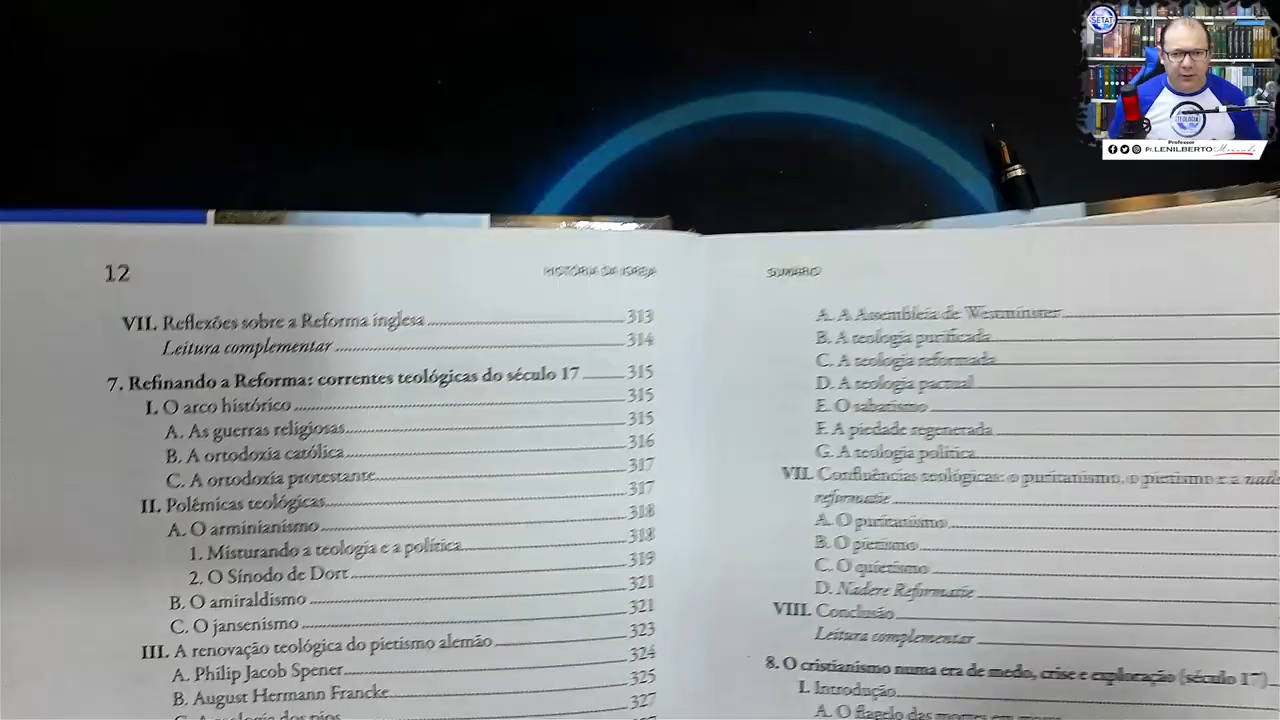 SETAT
TEOLOGIA
Professor
Pr. LENILBERTO Miranda
12 HISTÓRIA DA IGREJA
VII. Reflexões sobre a Reforma inglesa 313
Leitura complementar 314
7. Refinando a Reforma: correntes teológicas do século 17 315
I. O arco histórico 315
A. As guerras religiosas 315
B. A ortodoxia católica 316
C. A ortodoxia protestante 317
II. Polêmicas teológicas 317
A. O arminianismo 318
1. Misturando a teologia e a política 318
2. O Sínodo de Dort 319
B. O amiraldismo 321
C. O jansenismo 321
III. A renovação teológica do pietismo alemão 323
A. Philip Jacob Spener 324
B. August Hermann Francke 325
327
SUMÁRIO
A. A Assembleia de Westminster
B. A teologia purificada
C. A teologia reformada
D. A teologia pactual
E. O sabatismo
F. A piedade regenerada
G. A teologia política
VII. Confluências teológicas: o puritanismo, o pietismo e a
reformatie
A. O puritanismo
B. O pietismo
C. O quietismo
D. Nadere Reformatie
VIII. Conclusão
Leitura complementar
8. O cristianismo numa era de medo, crise e exploração (século 17)
I. Introdução
A. O flagelo das mortes em